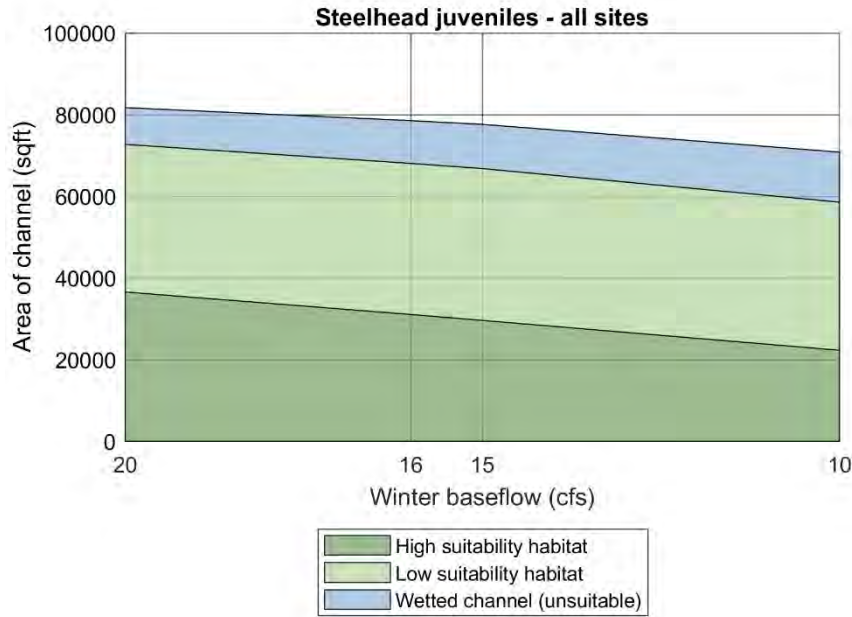 Steelhead juveniles - all sites
100000
80000
60000
40000
20000
0
Area of channel (sqft)
20 16 15 10
Winter baseflow (cfs)
High suitability habitat
Low suitability habitat
Wetted channel (unsuitable)